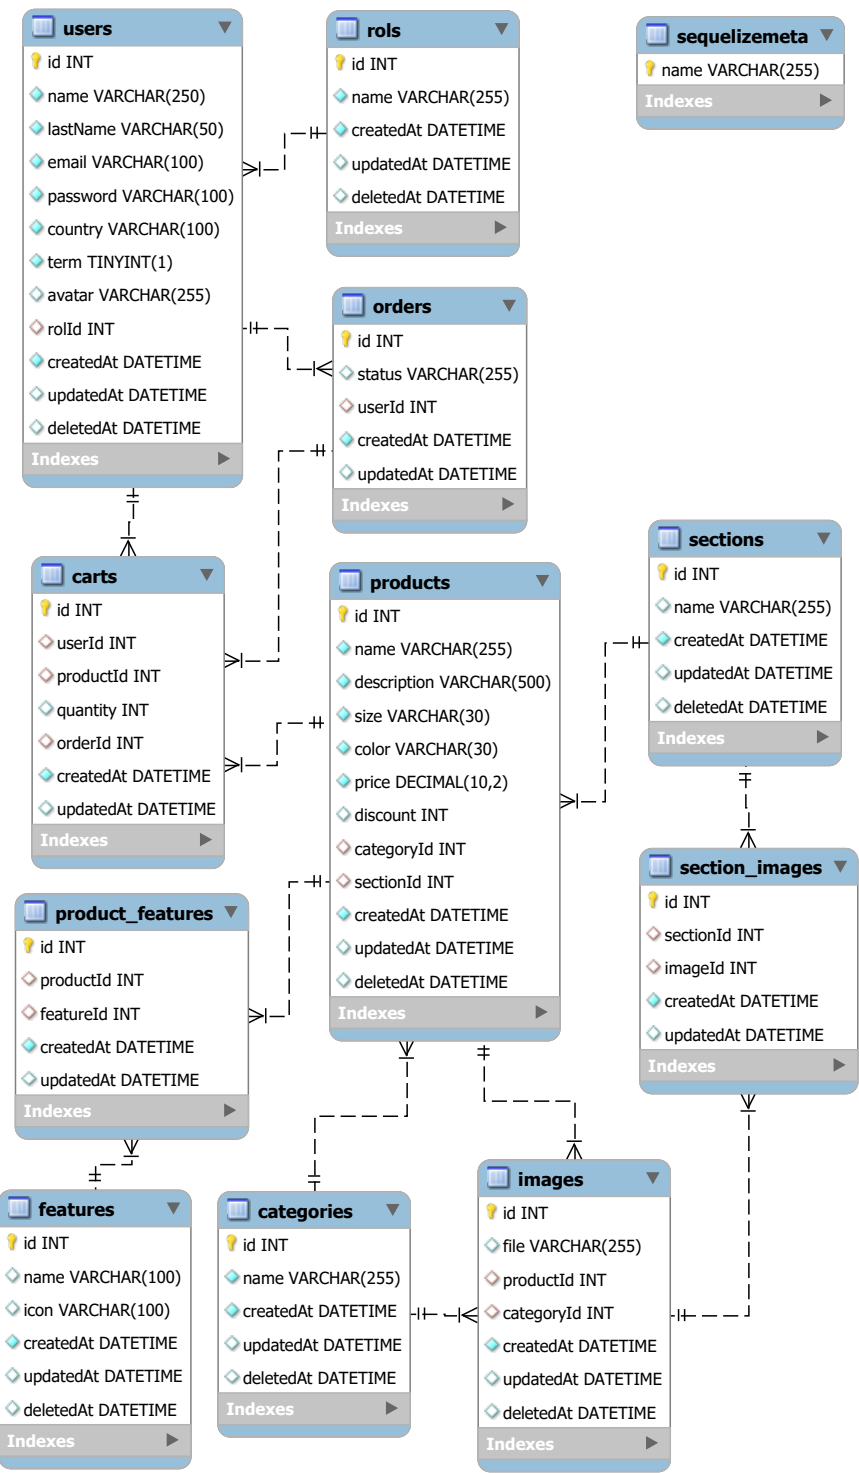 users
id INT
name VARCHAR(250)
lastName VARCHAR(50)
email VARCHAR(100)
password VARCHAR(100)
country VARCHAR(100)
term TINYINT(1)
avatar VARCHAR(255)
rolId INT
createdAt DATETIME
updatedAt DATETIME
deletedAt DATETIME
Indexes
rols
id INT
name VARCHAR(255)
createdAt DATETIME
updatedAt DATETIME
deletedAt DATETIME
Indexes
sequelizemeta
name VARCHAR(255)
Indexes
orders
id INT
status VARCHAR(255)
userId INT
createdAt DATETIME
updatedAt DATETIME
Indexes
carts
id INT
userId INT
productId INT
quantity INT
orderId INT
createdAt DATETIME
updatedAt DATETIME
Indexes
products
id INT
name VARCHAR(255)
description VARCHAR(500)
size VARCHAR(30)
color VARCHAR(30)
price DECIMAL(10,2)
discount INT
categoryId INT
sectionId INT
createdAt DATETIME
updatedAt DATETIME
deletedAt DATETIME
Indexes
sections
id INT
name VARCHAR(255)
createdAt DATETIME
updatedAt DATETIME
deletedAt DATETIME
Indexes
section_images
id INT
sectionId INT
imageId INT
createdAt DATETIME
updatedAt DATETIME
Indexes
product_features
id INT
productId INT
featureId INT
createdAt DATETIME
updatedAt DATETIME
Indexes
features
id INT
name VARCHAR(100)
icon VARCHAR(100)
createdAt DATETIME
updatedAt DATETIME
deletedAt DATETIME
Indexes
categories
id INT
name VARCHAR(255)
createdAt DATETIME
updatedAt DATETIME
deletedAt DATETIME
Indexes
images
id INT
file VARCHAR(255)
productId INT
categoryId INT
createdAt DATETIME
updatedAt DATETIME
deletedAt DATETIME
Indexes